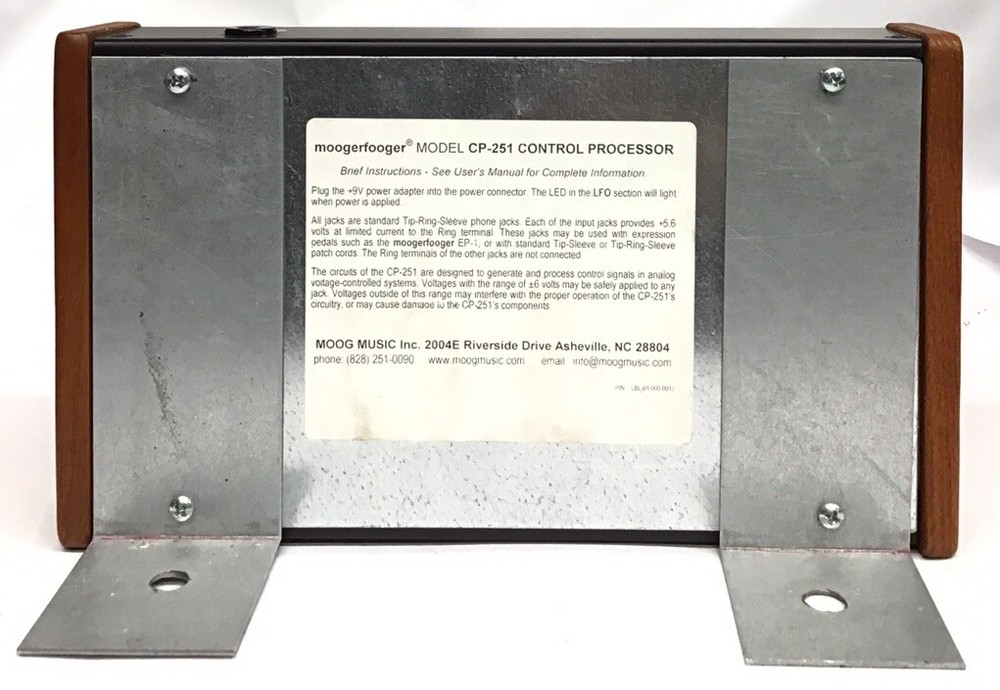 moogerfooger® MODEL CP-251 CONTROL PROCESSOR
Brief Instructions - See User's Manual for Complete Information
Plug the +9V power adapter into the power connector. The LED in the LFO section will light
when power is applied.
All jacks are standard Tip-Ring-Sleeve phone jacks. Each of the input jacks provides +5.6
volts at limited current to the Ring terminal. These jacks may be used with expression
pedals such as the moogerfooger EP-1, or with standard Tip-Sleeve or Tip-Ring-Sleeve
patch cords. The Ring terminals of the other jacks are not connected.
The circuits of the CP-251 are designed to generate and process control signals in analog
voltage-controlled systems. Voltages with the range of ±6 volts may be safely applied to any
jack. Voltages outside of this range may interfere with the proper operation of the CP-251's
circuitry, or may cause damage to the CP-251's components.
MOOG MUSIC Inc. 2004E Riverside Drive Asheville, NC 28804
phone: (828) 251-0090 www.moogmusic.com email info@moogmusic.com
P/N